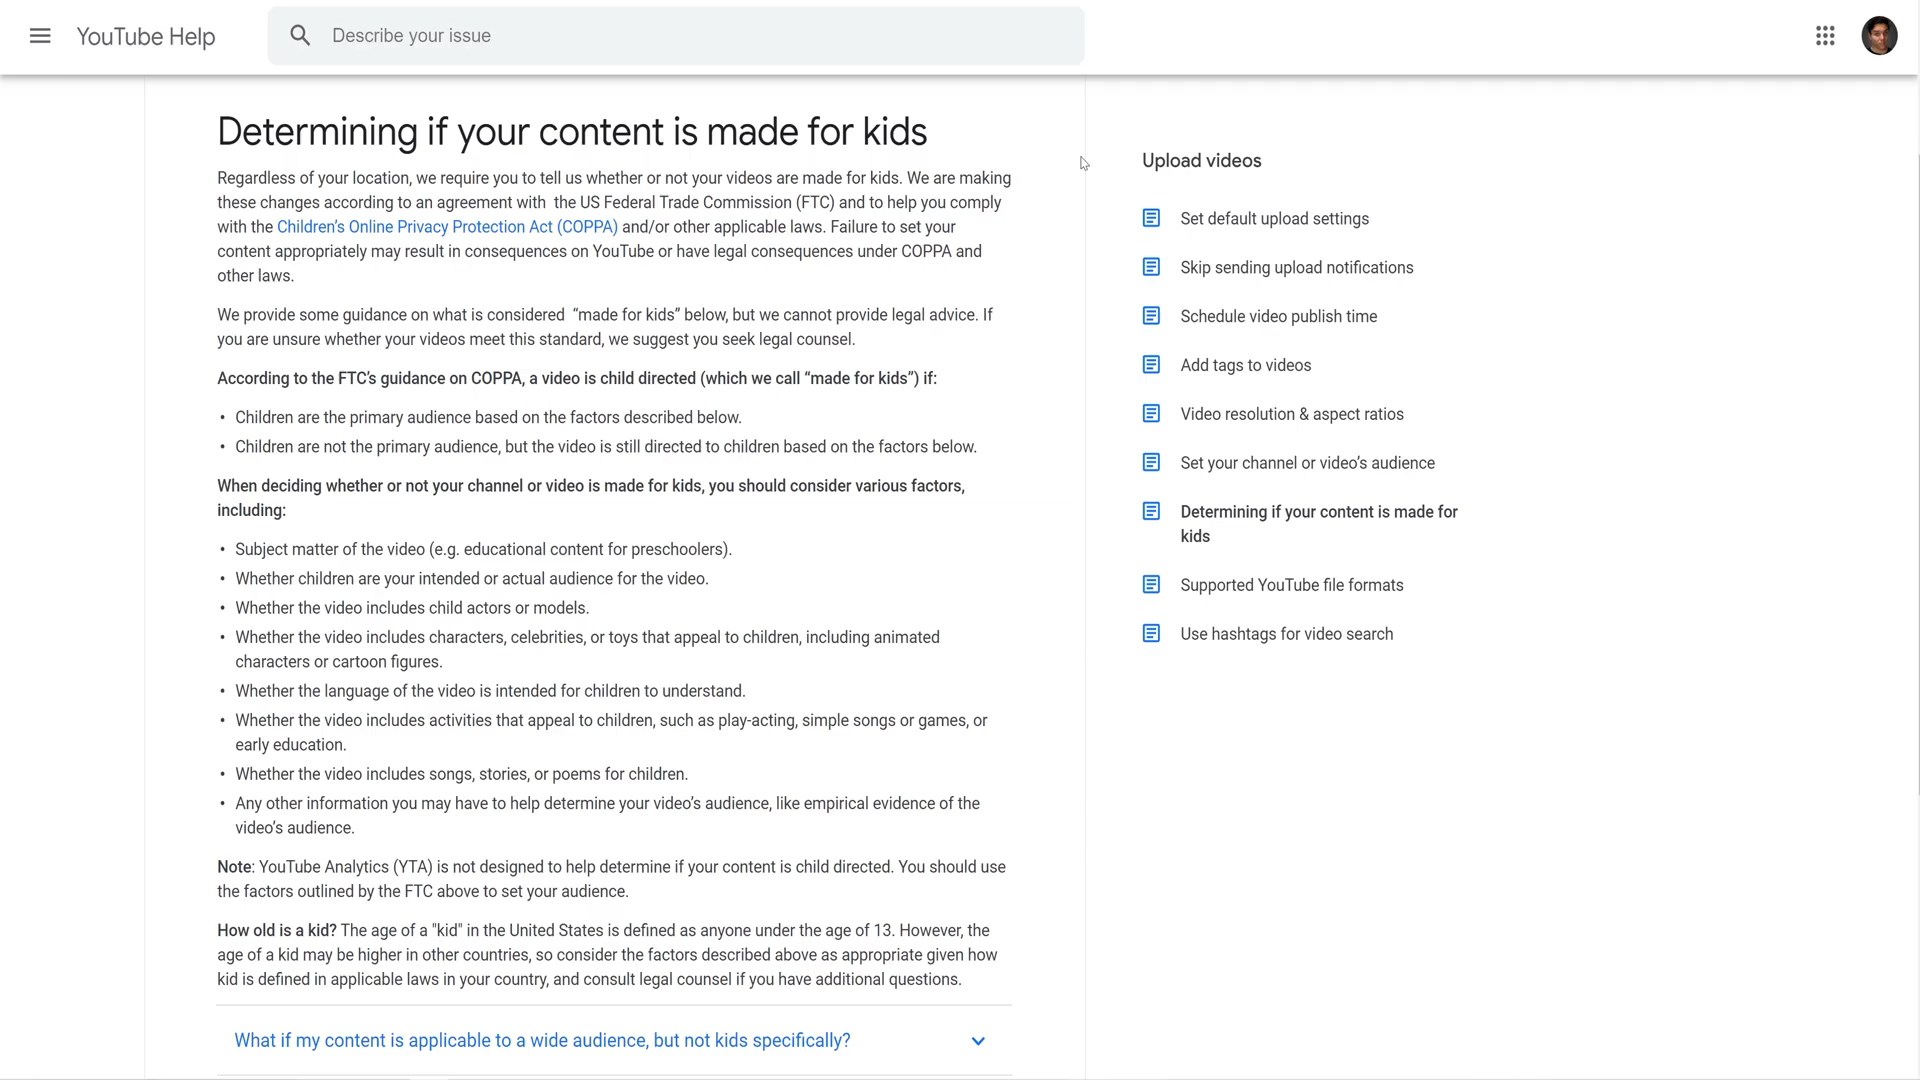 YouTube Help
Describe your issue
Determining if your content is made for kids
Regardless of your location, we require you to tell us whether or not your videos are made for kids. We are making
these changes according to an agreement with the US Federal Trade Commission (FTC) and to help you comply
with the Children’s Online Privacy Protection Act (COPPA) and/or other applicable laws. Failure to set your
content appropriately may result in consequences on YouTube or have legal consequences under COPPA and
other laws.
We provide some guidance on what is considered “made for kids” below, but we cannot provide legal advice. If
you are unsure whether your videos meet this standard, we suggest you seek legal counsel.
According to the FTC’s guidance on COPPA, a video is child directed (which we call “made for kids”) if:
• Children are the primary audience based on the factors described below.
• Children are not the primary audience, but the video is still directed to children based on the factors below.
When deciding whether or not your channel or video is made for kids, you should consider various factors,
including:
• Subject matter of the video (e.g. educational content for preschoolers).
• Whether children are your intended or actual audience for the video.
• Whether the video includes child actors or models.
• Whether the video includes characters, celebrities, or toys that appeal to children, including animated
characters or cartoon figures.
• Whether the language of the video is intended for children to understand.
• Whether the video includes activities that appeal to children, such as play-acting, simple songs or games, or
early education.
• Whether the video includes songs, stories, or poems for children.
• Any other information you may have to help determine your video’s audience, like empirical evidence of the
video’s audience.
Note: YouTube Analytics (YTA) is not designed to help determine if your content is child directed. You should use
the factors outlined by the FTC above to set your audience.
How old is a kid? The age of a "kid" in the United States is defined as anyone under the age of 13. However, the
age of a kid may be higher in other countries, so consider the factors described above as appropriate given how
kid is defined in applicable laws in your country, and consult legal counsel if you have additional questions.
What if my content is applicable to a wide audience, but not kids specifically?
Upload videos
Set default upload settings
Skip sending upload notifications
Schedule video publish time
Add tags to videos
Video resolution & aspect ratios
Set your channel or video’s audience
Determining if your content is made for
kids
Supported YouTube file formats
Use hashtags for video search